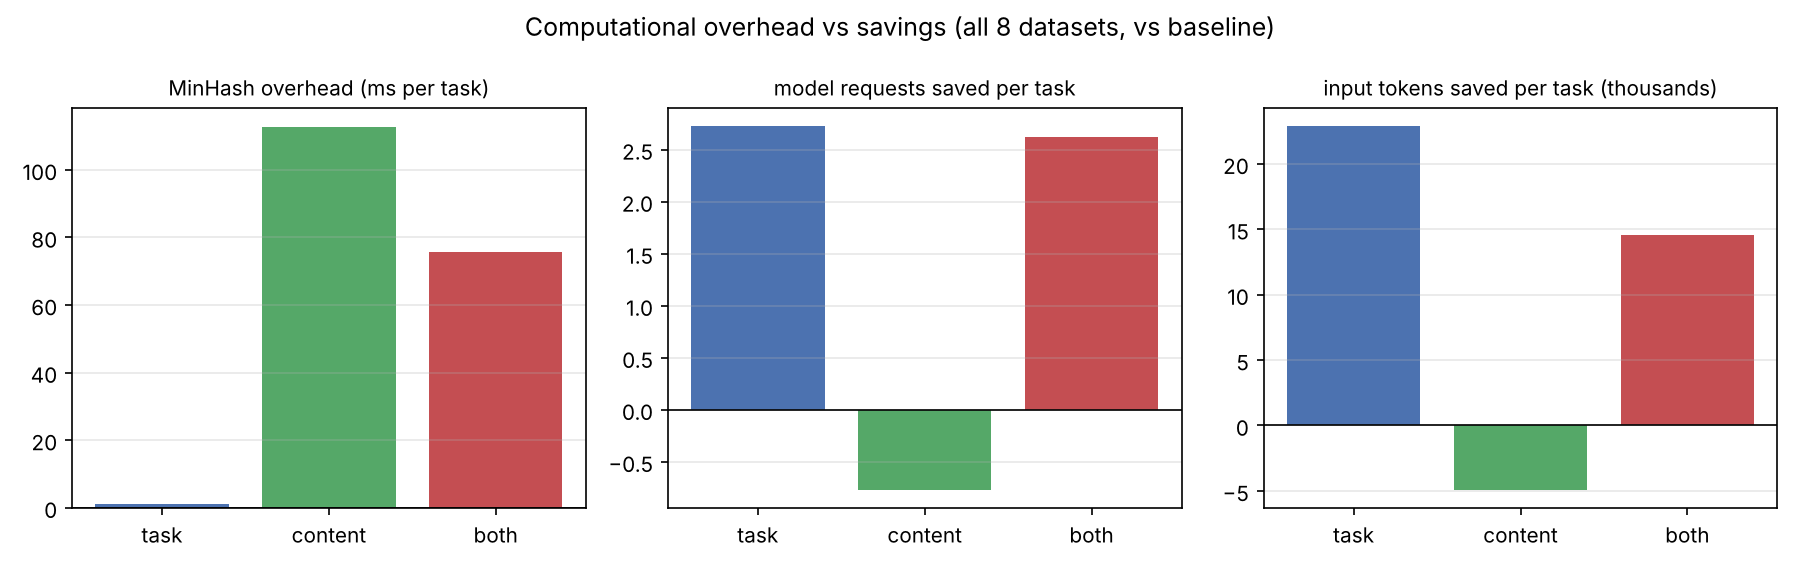 Computational overhead vs savings (all 8 datasets, vs baseline)
MinHash overhead (ms per task)
100
80
60
40
20
0
task content both
model requests saved per task
2.5
2.0
1.5
1.0
0.5
0.0
−0.5
task content both
input tokens saved per task (thousands)
20
15
10
5
0
−5
task content both